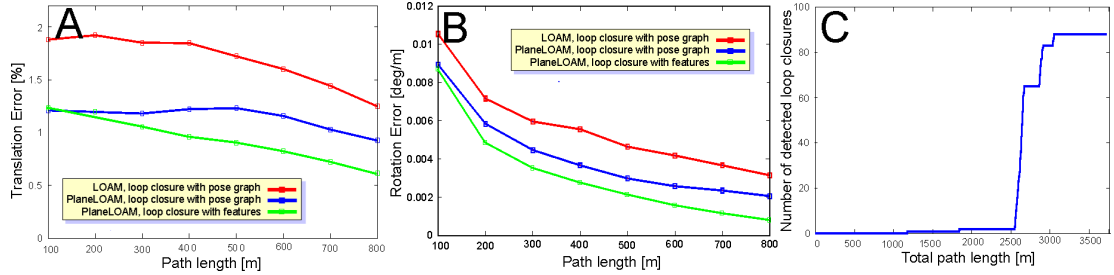 A
Translation Error [%]
2
1.5
1
0.5
0
LOAM, loop closure with pose graph
PlaneLOAM, loop closure with pose graph
PlaneLOAM, loop closure with features
100 200 300 400 500 600 700 800
Path length [m]
B
Rotation Error [deg/m]
0.012
0.01
0.008
0.006
0.004
0.002
0
LOAM, loop closure with pose graph
PlaneLOAM, loop closure with pose graph
PlaneLOAM, loop closure with features
100 200 300 400 500 600 700 800
Path length [m]
C
Number of detected loop closures
100
80
60
40
20
0
0 500 1000 1500 2000 2500 3000 3500
Total path length [m]